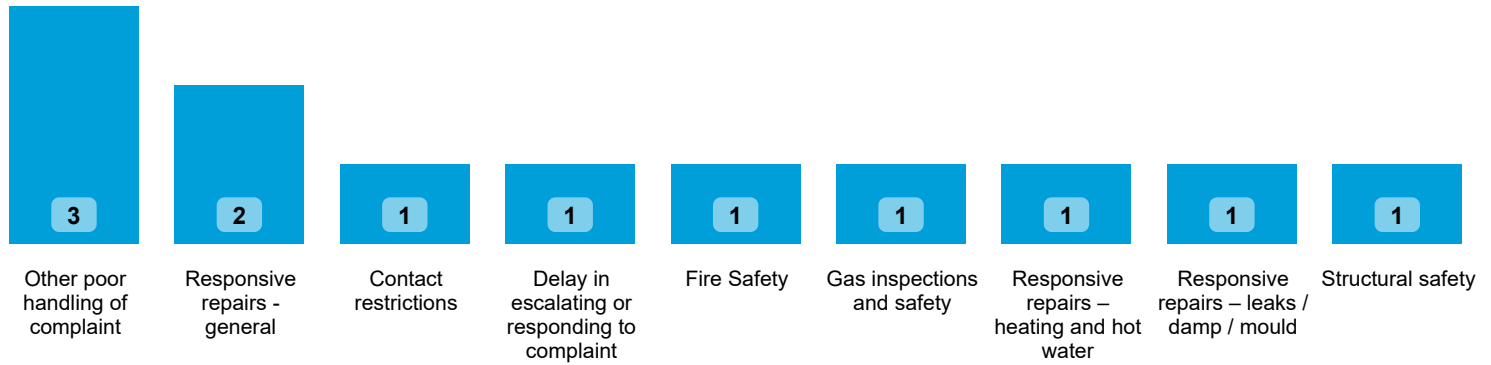 3
2
1
1
1
1
1
1
1
Other poor
handling of
complaint
Responsive
repairs -
general
Contact
restrictions
Delay in
escalating or
responding to
complaint
Fire Safety
Gas inspections
and safety
Responsive
repairs –
heating and hot
water
Responsive
repairs – leaks /
damp / mould
Structural safety